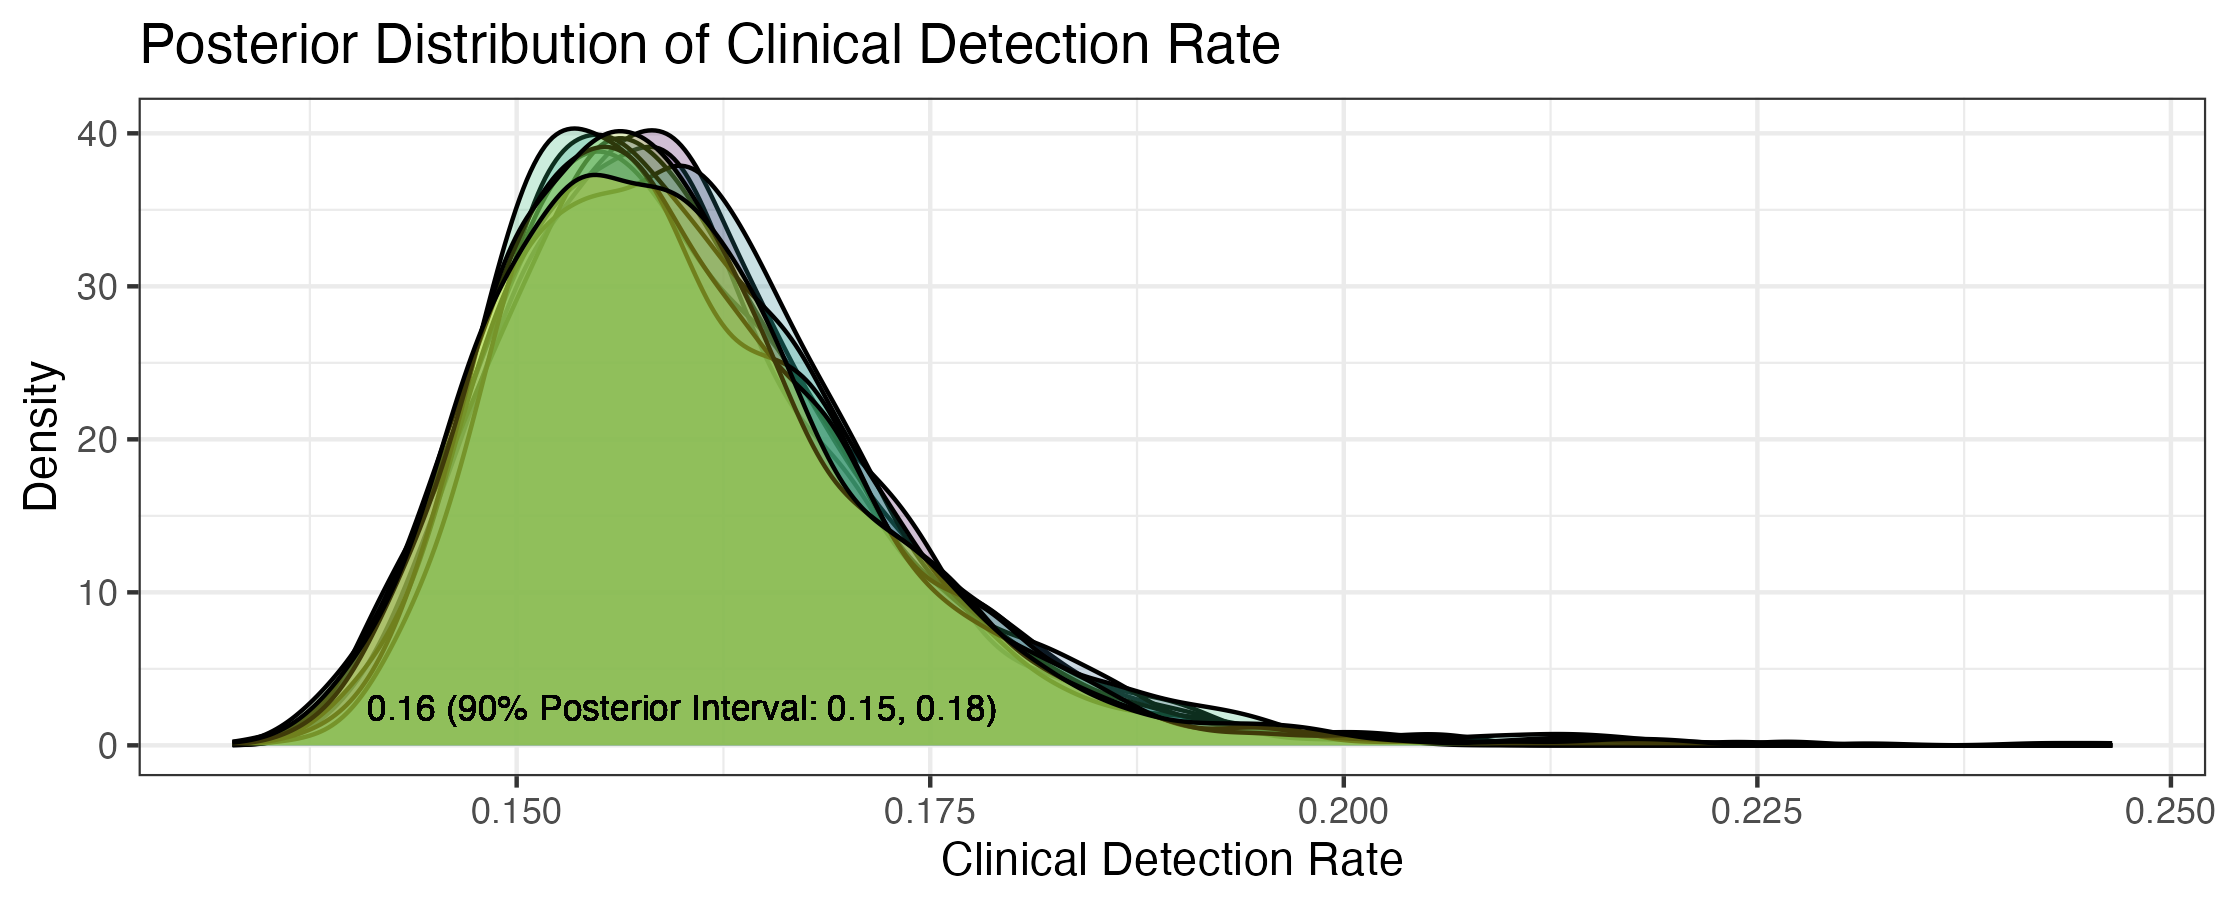 Posterior Distribution of Clinical Detection Rate
40
30
20
10
0
Density
0.16 (90% Posterior Interval: 0.15, 0.18)
0.150
0.175
0.200
0.225
0.250
Clinical Detection Rate